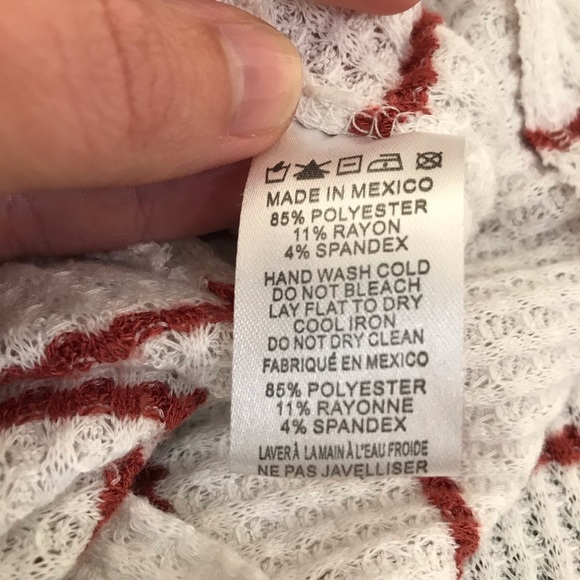 MADE IN MEXICO
85% POLYESTER
11% RAYON
4% SPANDEX
HAND WASH COLD
DO NOT BLEACH
LAY FLAT TO DRY
COOL IRON
DO NOT DRY CLEAN
FABRIQUÉ EN MEXICO
85% POLYESTER
11% RAYONNE
4% SPANDEX
LAVER À LA MAIN À L'EAU FROIDE
NE PAS JAVELLISER